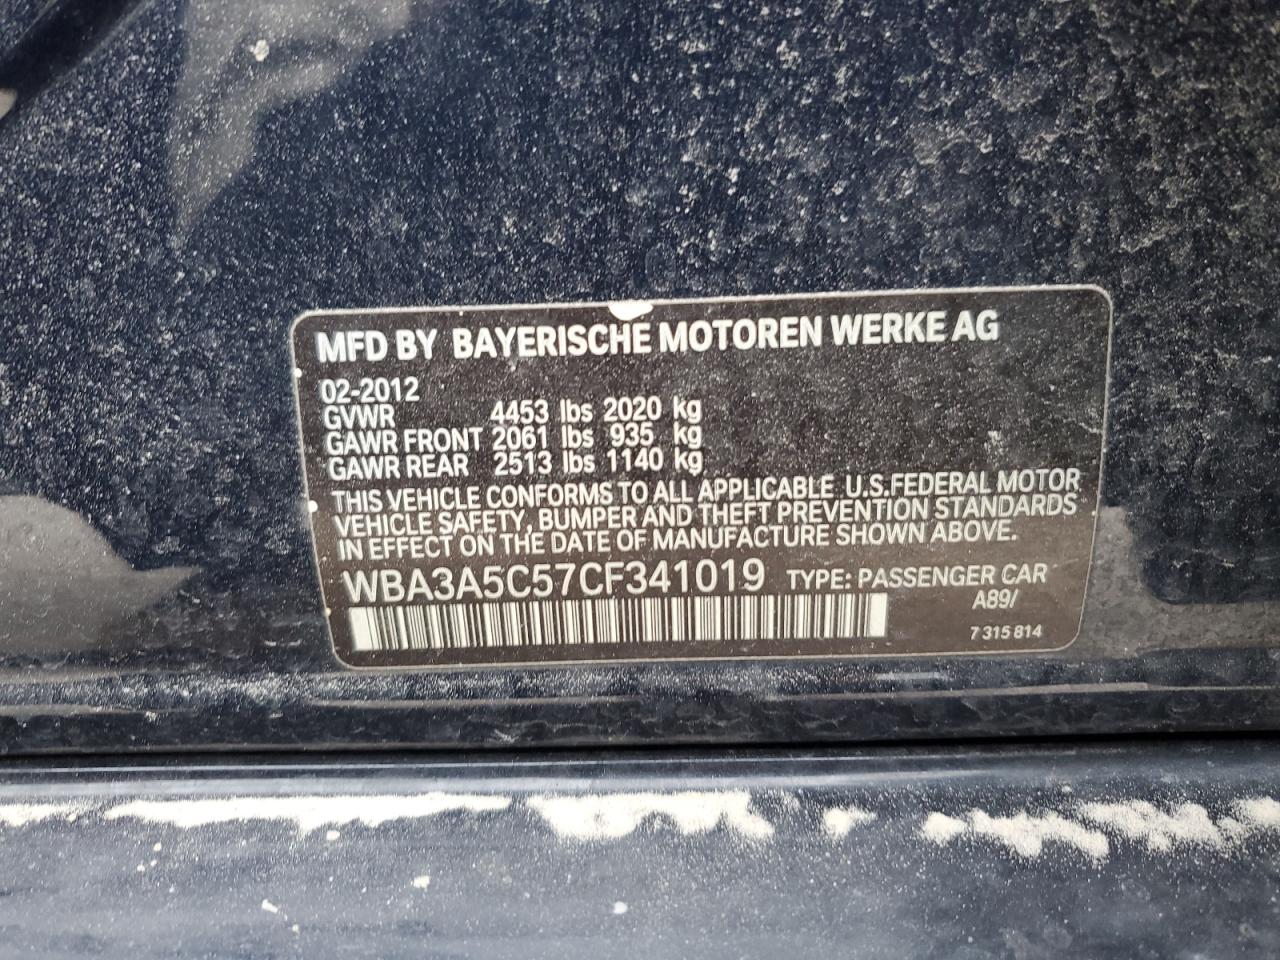 MFD BY BAYERISCHE MOTOREN WERKE AG
02-2012
GVWR 4453 lbs 2020 kg
GAWR FRONT 2061 lbs 935 kg
GAWR REAR 2513 lbs 1140 kg
THIS VEHICLE CONFORMS TO ALL APPLICABLE U.S.FEDERAL MOTOR
VEHICLE SAFETY, BUMPER AND THEFT PREVENTION STANDARDS
IN EFFECT ON THE DATE OF MANUFACTURE SHOWN ABOVE.
WBA3A5C57CF341019 TYPE: PASSENGER CAR
A89/
7 315 814